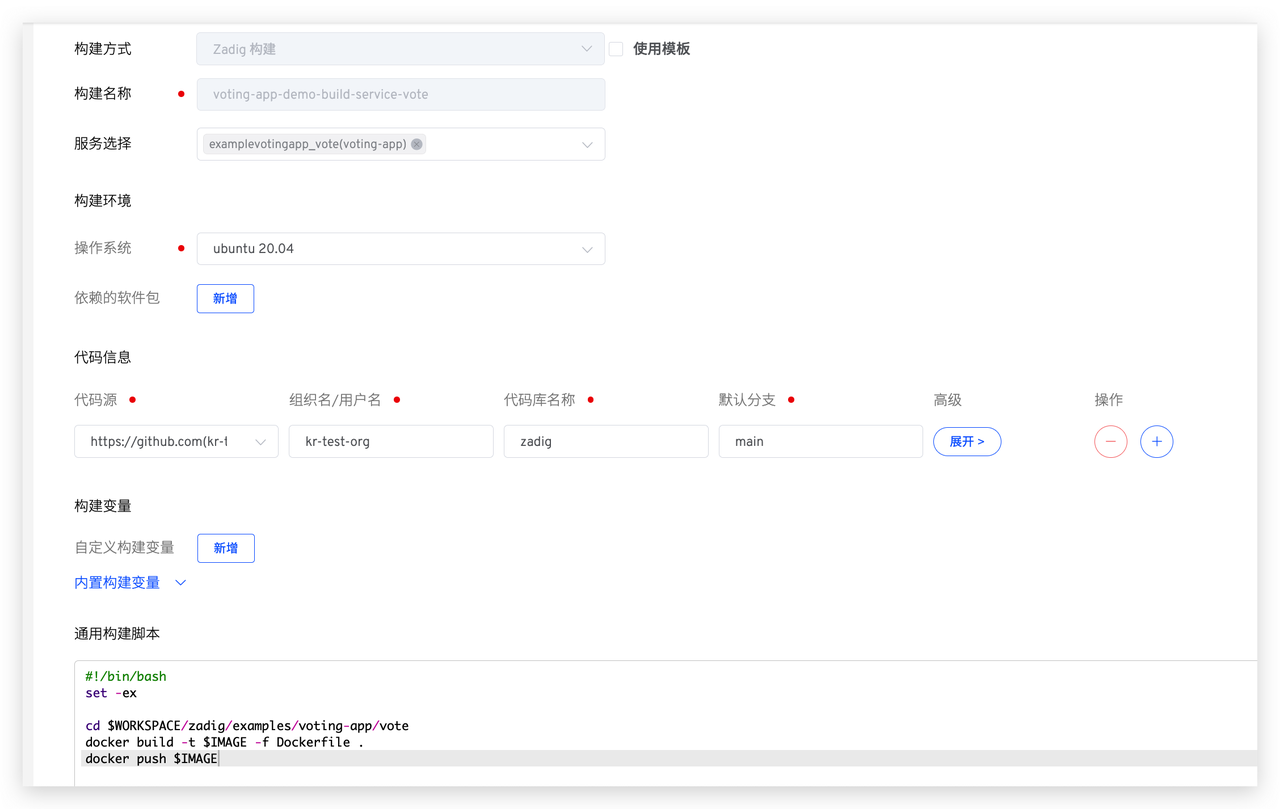 构建方式 Zadig 构建 使用模板
构建名称 voting-app-demo-build-service-vote
服务选择 examplevotingapp_vote(voting-app)
构建环境
操作系统 ubuntu 20.04
依赖的软件包 新增
代码信息
代码源 组织名/用户名 代码库名称 默认分支 高级 操作
https://github.com(kr-t kr-test-org zadig main 展开 >
构建变量
自定义构建变量 新增
内置构建变量
通用构建脚本
#!/bin/bash
set -ex
cd $WORKSPACE/zadig/examples/voting-app/vote
docker build -t $IMAGE -f Dockerfile .
docker push $IMAGE